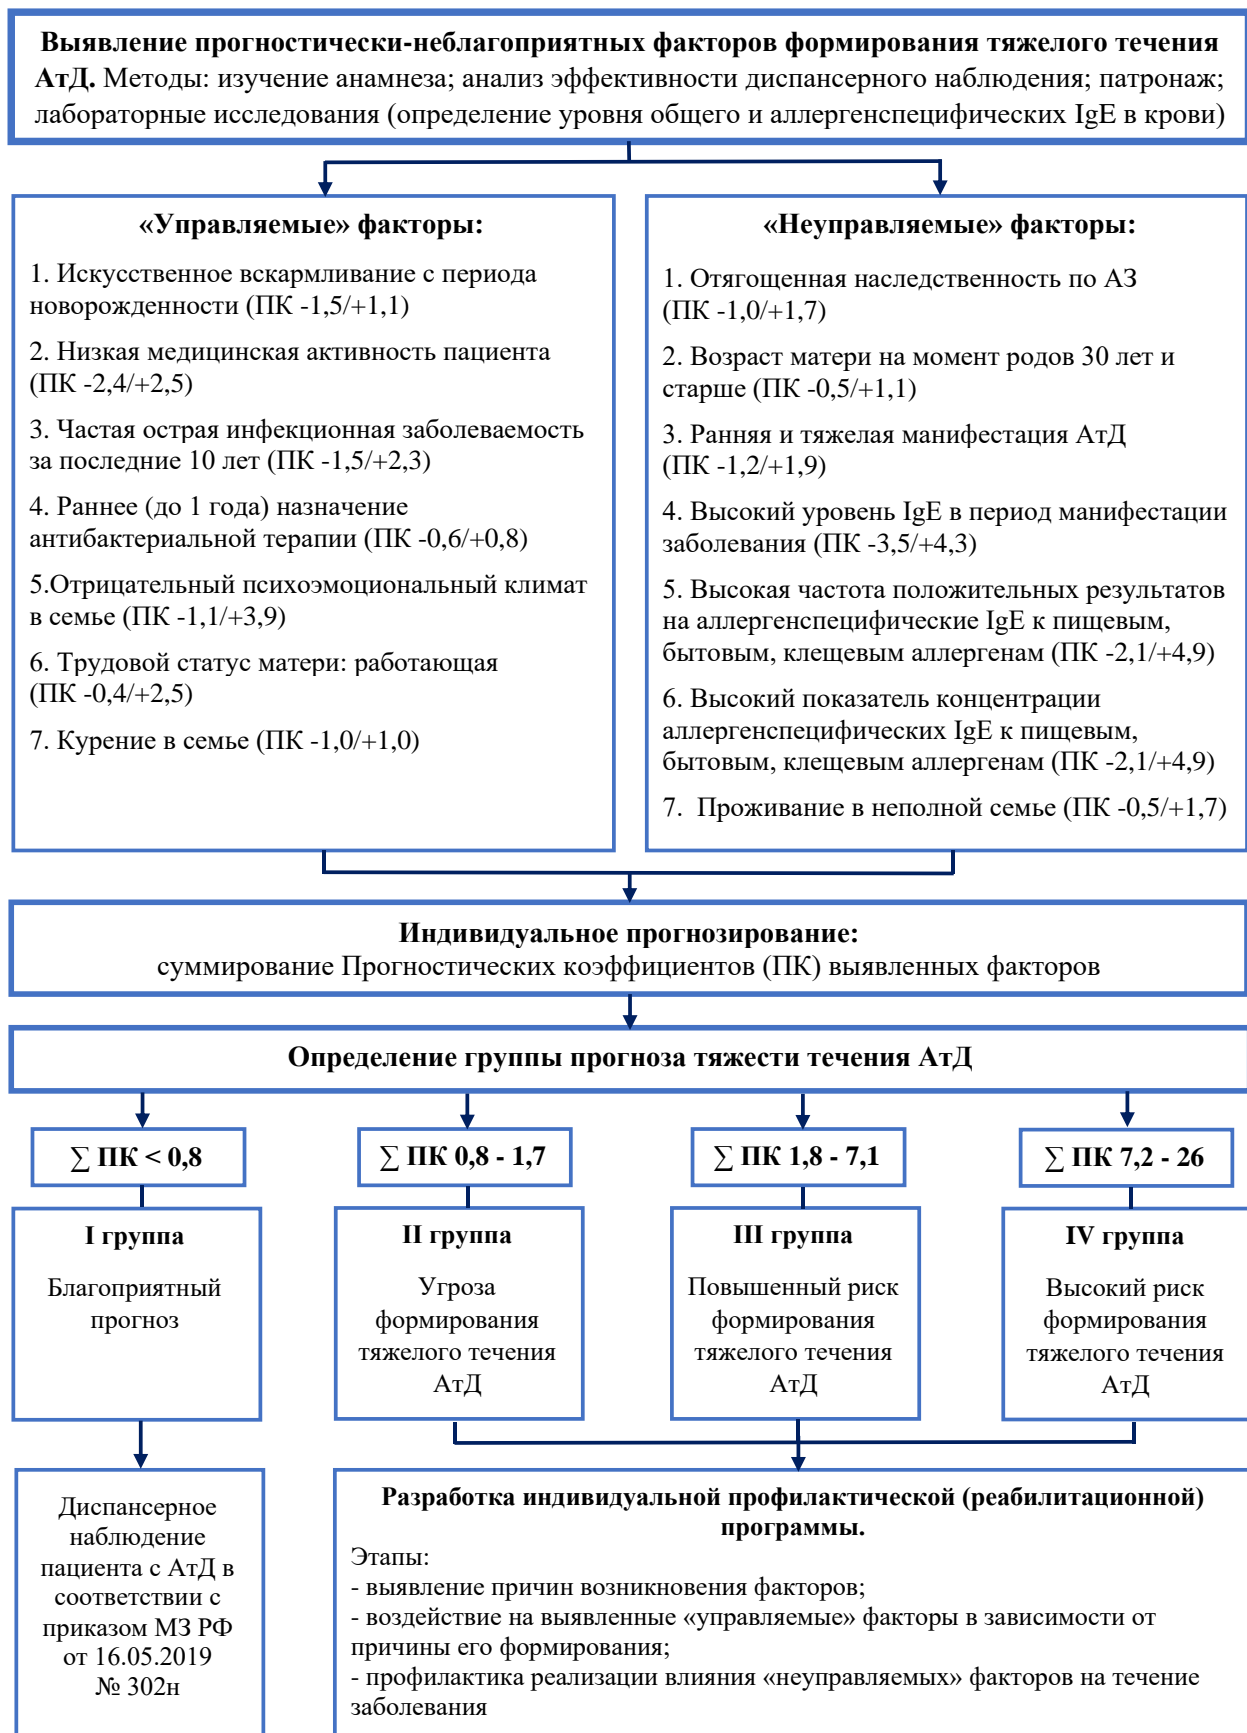 Выявление прогностически-неблагоприятных факторов формирования тяжелого течения
АтД. Методы: изучение анамнеза; анализ эффективности диспансерного наблюдения; патронаж;
лабораторные исследования (определение уровня общего и аллергенспецифических IgE в крови)
«Управляемые» факторы:
1. Искусственное вскармливание с периода
новорожденности (ПК -1,5/+1,1)
2. Низкая медицинская активность пациента
(ПК -2,4/+2,5)
3. Частая острая инфекционная заболеваемость
за последние 10 лет (ПК -1,5/+2,3)
4. Раннее (до 1 года) назначение
антибактериальной терапии (ПК -0,6/+0,8)
5.Отрицательный психоэмоциональный климат
в семье (ПК -1,1/+3,9)
6. Трудовой статус матери: работающая
(ПК -0,4/+2,5)
7. Курение в семье (ПК -1,0/+1,0)
«Неуправляемые» факторы:
1. Отягощенная наследственность по АЗ
(ПК -1,0/+1,7)
2. Возраст матери на момент родов 30 лет и
старше (ПК -0,5/+1,1)
3. Ранняя и тяжелая манифестация АтД
(ПК -1,2/+1,9)
4. Высокий уровень IgE в период манифестации
заболевания (ПК -3,5/+4,3)
5. Высокая частота положительных результатов
на аллергенспецифические IgE к пищевым,
бытовым, клещевым аллергенам (ПК -2,1/+4,9)
6. Высокий показатель концентрации
аллергенспецифических IgE к пищевым,
бытовым, клещевым аллергенам (ПК -2,1/+4,9)
7. Проживание в неполной семье (ПК -0,5/+1,7)
Индивидуальное прогнозирование:
суммирование Прогностических коэффициентов (ПК) выявленных факторов
Определение группы прогноза тяжести течения АтД
∑ ПК < 0,8
∑ ПК 0,8 - 1,7
∑ ПК 1,8 - 7,1
∑ ПК 7,2 - 26
I группа
Благоприятный
прогноз
II группа
Угроза
формирования
тяжелого течения
АтД
III группа
Повышенный риск
формирования
тяжелого течения
АтД
IV группа
Высокий риск
формирования
тяжелого течения
АтД
Диспансерное
наблюдение
пациента с АтД в
соответствии с
приказом МЗ РФ
от 16.05.2019
№ 302н
Разработка индивидуальной профилактической (реабилитационной)
программы.
Этапы:
- выявление причин возникновения факторов;
- воздействие на выявленные «управляемые» факторы в зависимости от
причины его формирования;
- профилактика реализации влияния «неуправляемых» факторов на течение
заболевания